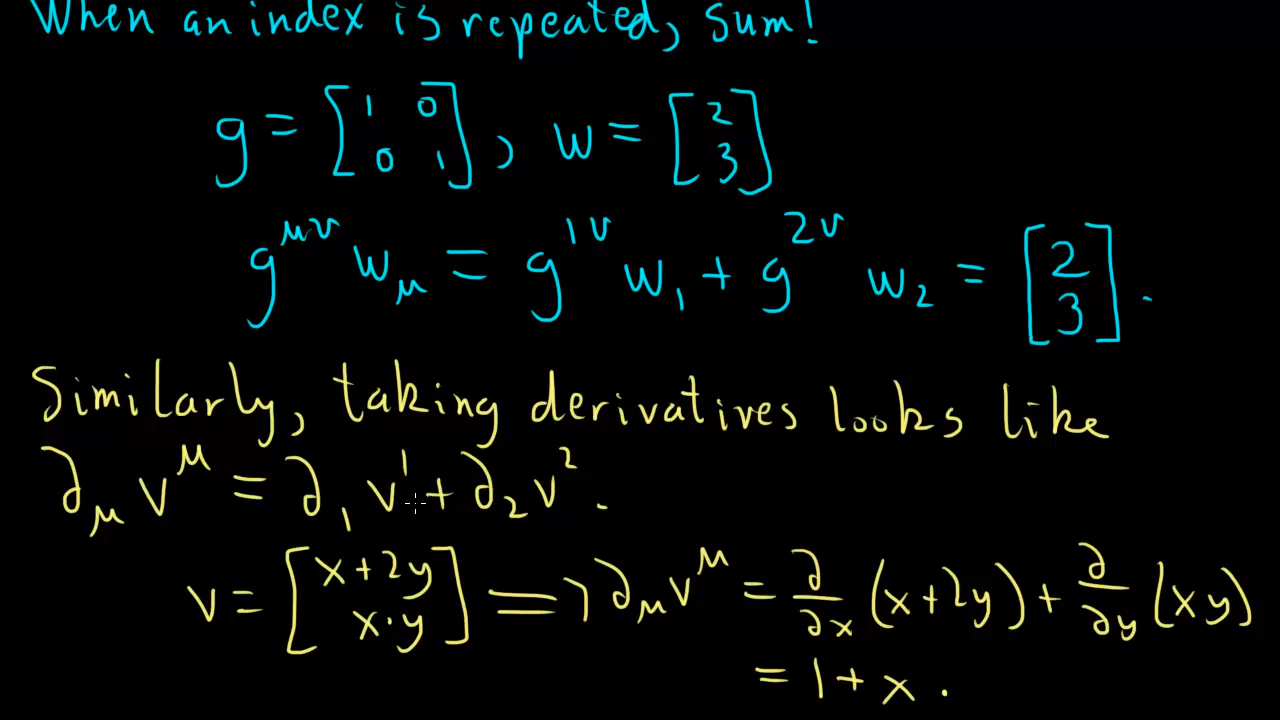 When an index is repeated, sum!
g = [1 0 0 1], w = [2 3]
g^{μν} w_μ = g^{1ν} w_1 + g^{2ν} w_2 = [2 3].
Similarly, taking derivatives looks like
∂_μ v^μ = ∂_1 v^1 + ∂_2 v^2.
v = [x+2y x·y] ⟹ ∂_μ v^μ = ∂/∂x (x+2y) + ∂/∂y (xy)
= 1 + x.